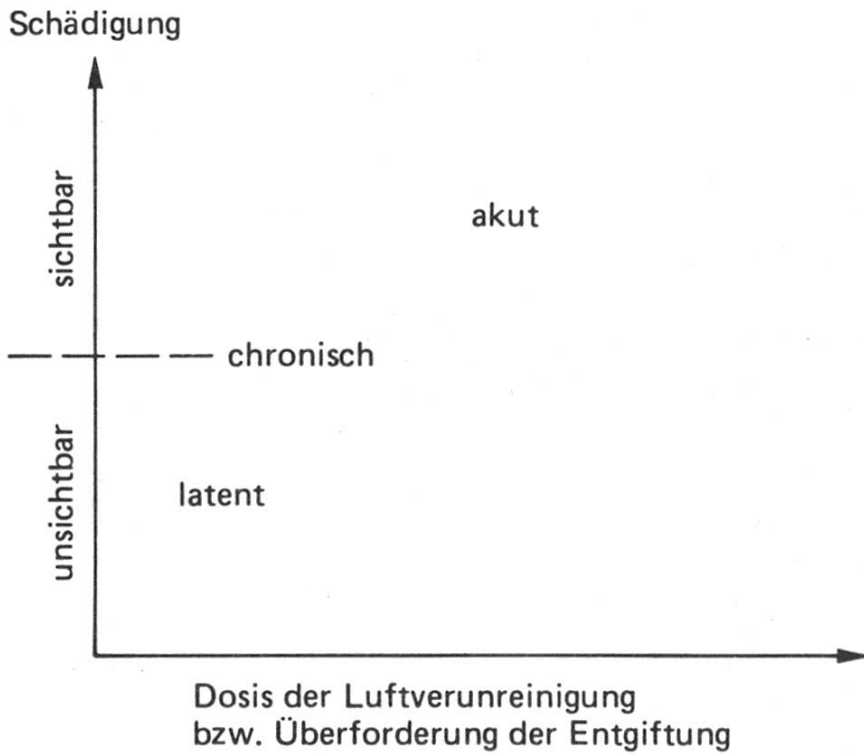 Schädigung
sichtbar
akut
chronisch
unsichtbar
latent
Dosis der Luftverunreinigung
bzw. Überforderung der Entgiftung